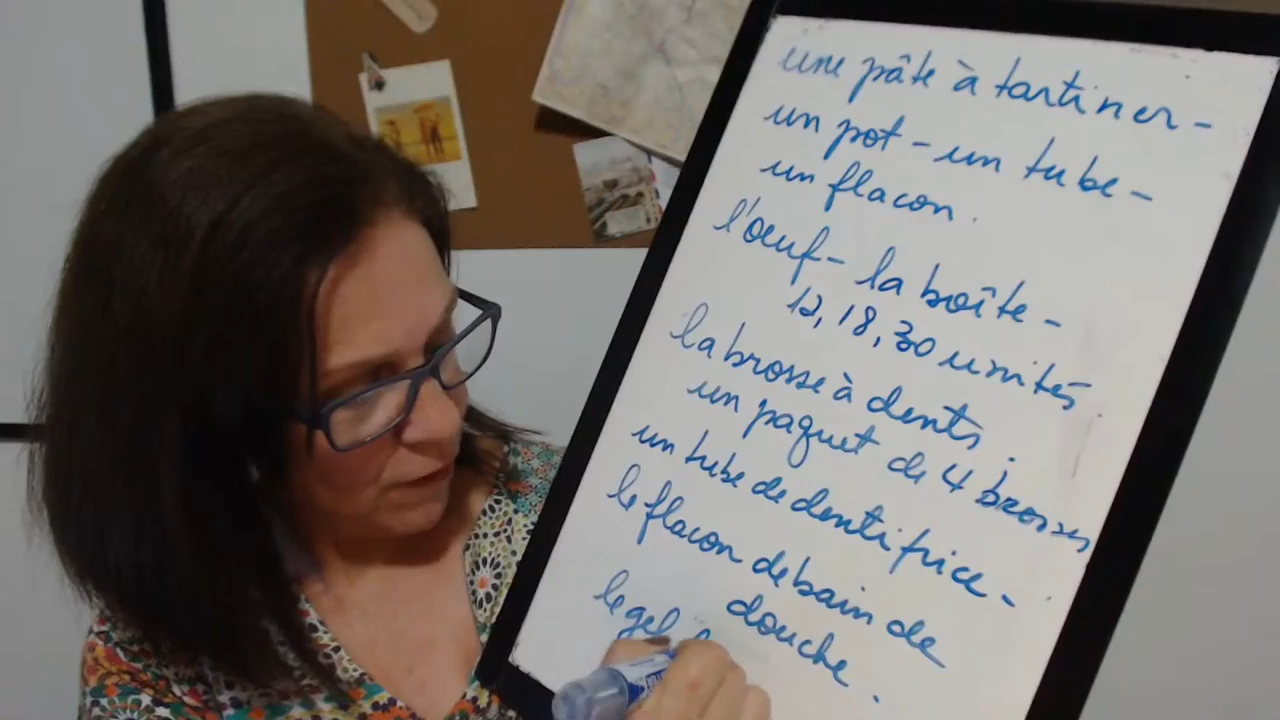 une pâte à tartiner -
un pot - un tube -
un flacon.
l'oeuf - la boîte -
12, 18, 30 unités.
la brosse à dents :
un paquet de 4 brosses
un tube de dentifrice -
le flacon de bain de
douche.
le gel